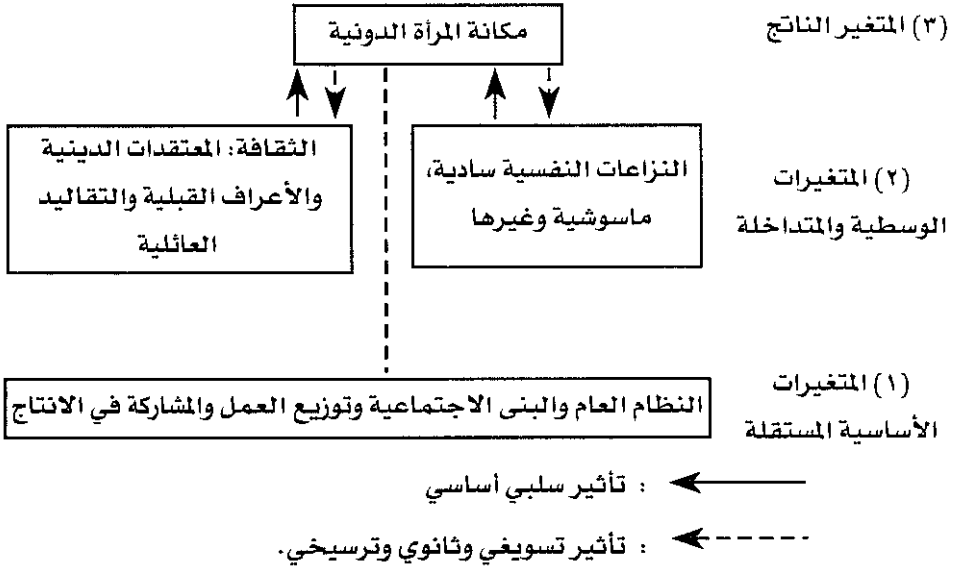 (٣) المتغير الناتج
مكانة المرأة الدونية
(٢) المتغيرات
الوسطية والمتداخلة
النزاعات النفسية سادية،
ماسوشية وغيرها
الثقافة: المعتقدات الدينية
والأعراف القبلية والتقاليد
العائلية
(١) المتغيرات
الأساسية المستقلة
النظام العام والبنى الاجتماعية وتوزيع العمل والمشاركة في الانتاج
: تأثير سلبي أساسي
: تأثير تسويغي وثانوي وترسيخي.